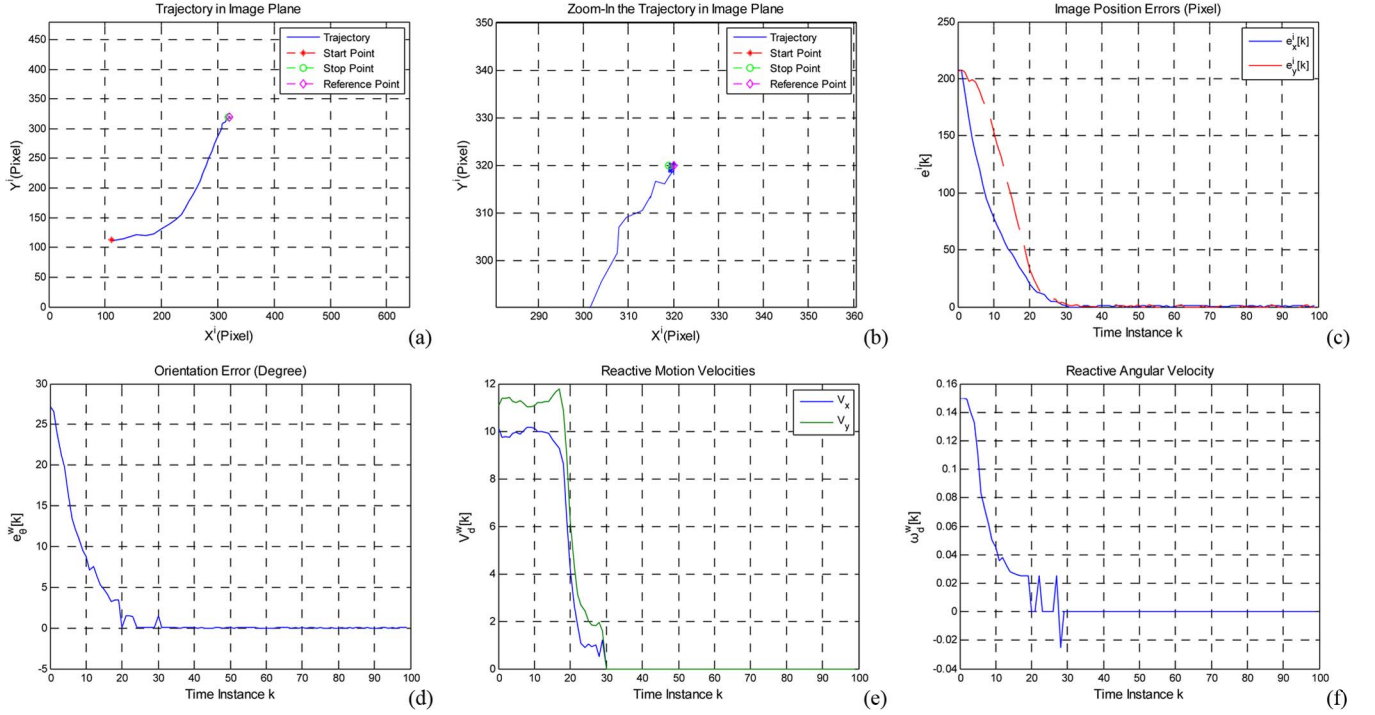 Trajectory in Image Plane
450
400
350
300
250
200
150
100
50
0
Y^i(Pixel)
Trajectory
Start Point
Stop Point
Reference Point
0 100 200 300 400 500 600
X^i(Pixel)
(a)
Zoom-In the Trajectory in Image Plane
350
340
330
320
310
300
Y^i(Pixel)
Trajectory
Start Point
Stop Point
Reference Point
290 300 310 320 330 340 350 360
X^i(Pixel)
(b)
Image Position Errors (Pixel)
250
200
150
100
50
0
e^i[k]
e_x^i[k]
e_y^i[k]
0 10 20 30 40 50 60 70 80 90 100
Time Instance k
(c)
Orientation Error (Degree)
30
25
20
15
10
5
0
-5
e_θ^w[k]
0 10 20 30 40 50 60 70 80 90 100
Time Instance k
(d)
Reactive Motion Velocities
12
10
8
6
4
2
0
V_d^w[k]
V_x
V_y
0 10 20 30 40 50 60 70 80 90 100
Time Instance k
(e)
Reactive Angular Velocity
0.16
0.14
0.12
0.1
0.08
0.06
0.04
0.02
0
-0.02
-0.04
ω_d^w[k]
0 10 20 30 40 50 60 70 80 90 100
Time Instance k
(f)